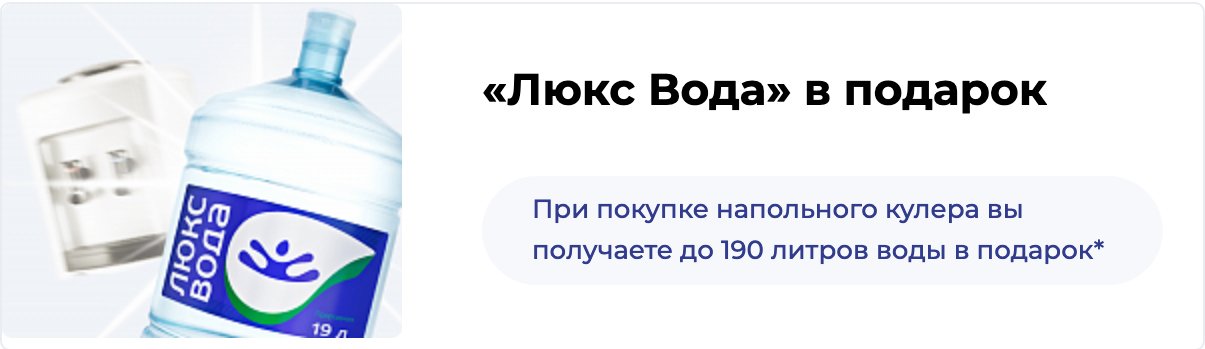 «Люкс Вода» в подарок
При покупке напольного кулера вы
получаете до 190 литров воды в подарок*
ЛЮКС
ВОДА
19 л